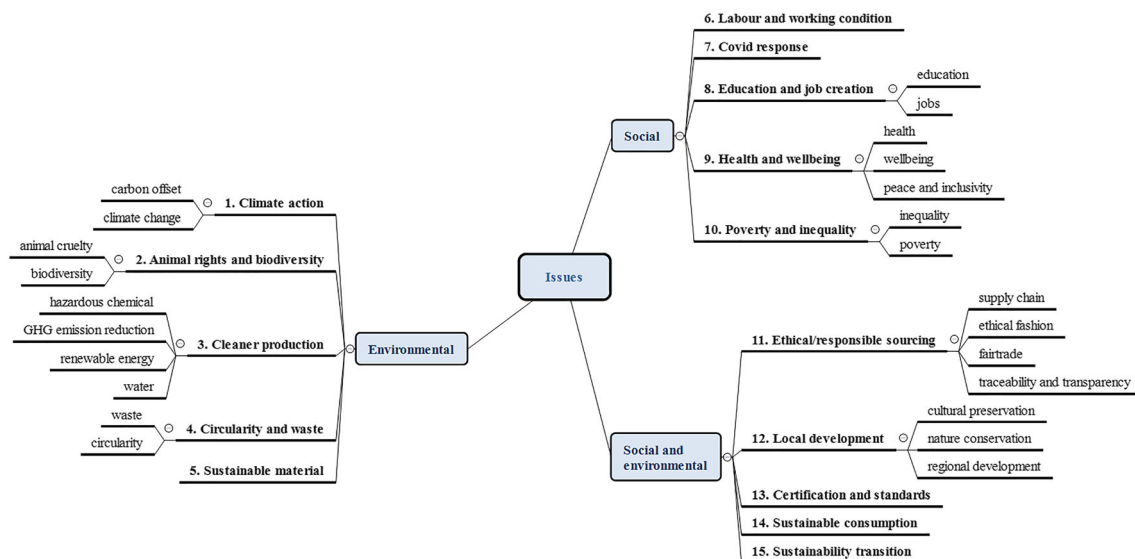 Issues
Environmental
1. Climate action
carbon offset
climate change
2. Animal rights and biodiversity
animal cruelty
biodiversity
3. Cleaner production
hazardous chemical
GHG emission reduction
renewable energy
water
4. Circularity and waste
waste
circularity
5. Sustainable material
Social
6. Labour and working condition
7. Covid response
8. Education and job creation
education
jobs
9. Health and wellbeing
health
wellbeing
peace and inclusivity
10. Poverty and inequality
inequality
poverty
Social and
environmental
11. Ethical/responsible sourcing
supply chain
ethical fashion
fairtrade
traceability and transparency
12. Local development
cultural preservation
nature conservation
regional development
13. Certification and standards
14. Sustainable consumption
15. Sustainability transition